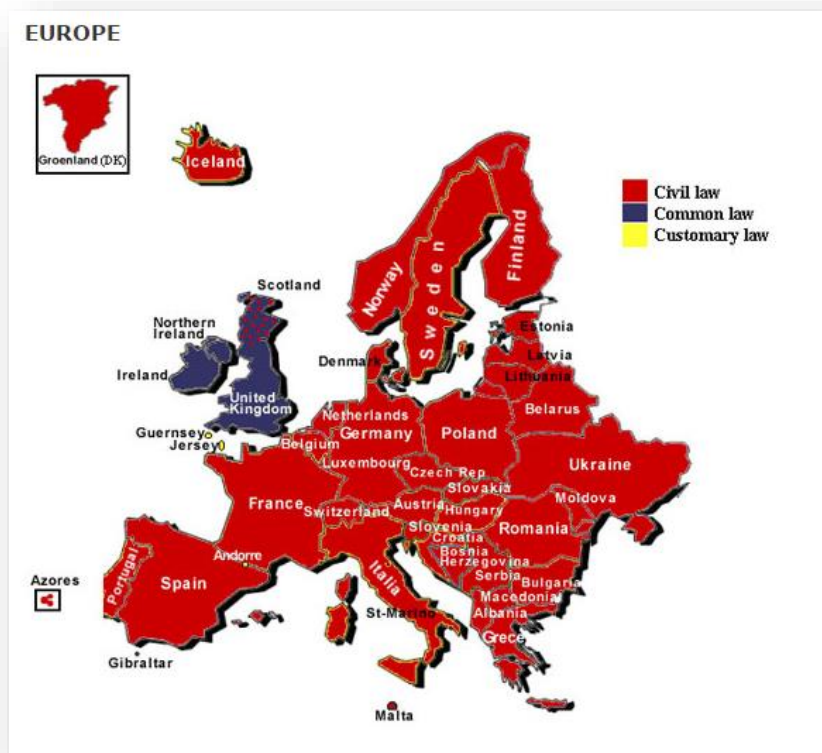 EUROPE
Groenland (DK)
Iceland
Civil law
Common law
Customary law
Norway
Sweden
Finland
Scotland
Northern
Ireland
Ireland
United
Kingdom
Guernsey
Jersey
Denmark
Estonia
Latvia
Lithuania
Belarus
Netherlands
Germany
Poland
Belgium
Luxembourg
Czech Rep
Ukraine
Slovakia
Moldova
France
Switzerland
Austria
Hungary
Slovenia
Romania
Croatia
Bosnia
Herzegovina
Andorre
Serbia
Bulgaria
Portugal
Spain
Italia
Macedonia
Azores
St-Marino
Albania
Grece
Gibraltar
Malta